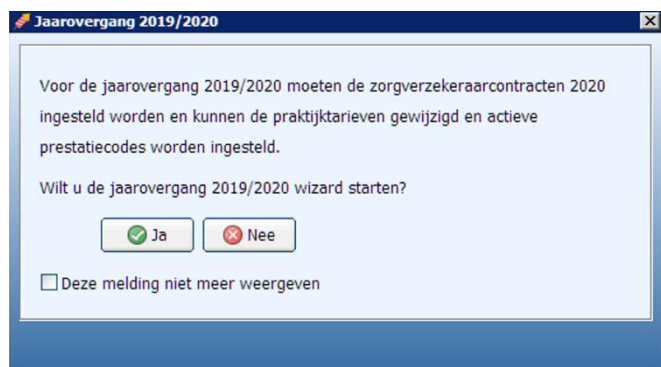 Jaarovergang 2019/2020
Voor de jaarovergang 2019/2020 moeten de zorgverzekeraarcontracten 2020
ingesteld worden en kunnen de praktijktarieven gewijzigd en actieve
prestatiecodes worden ingesteld.
Wilt u de jaarovergang 2019/2020 wizard starten?
Ja Nee
Deze melding niet meer weergeven